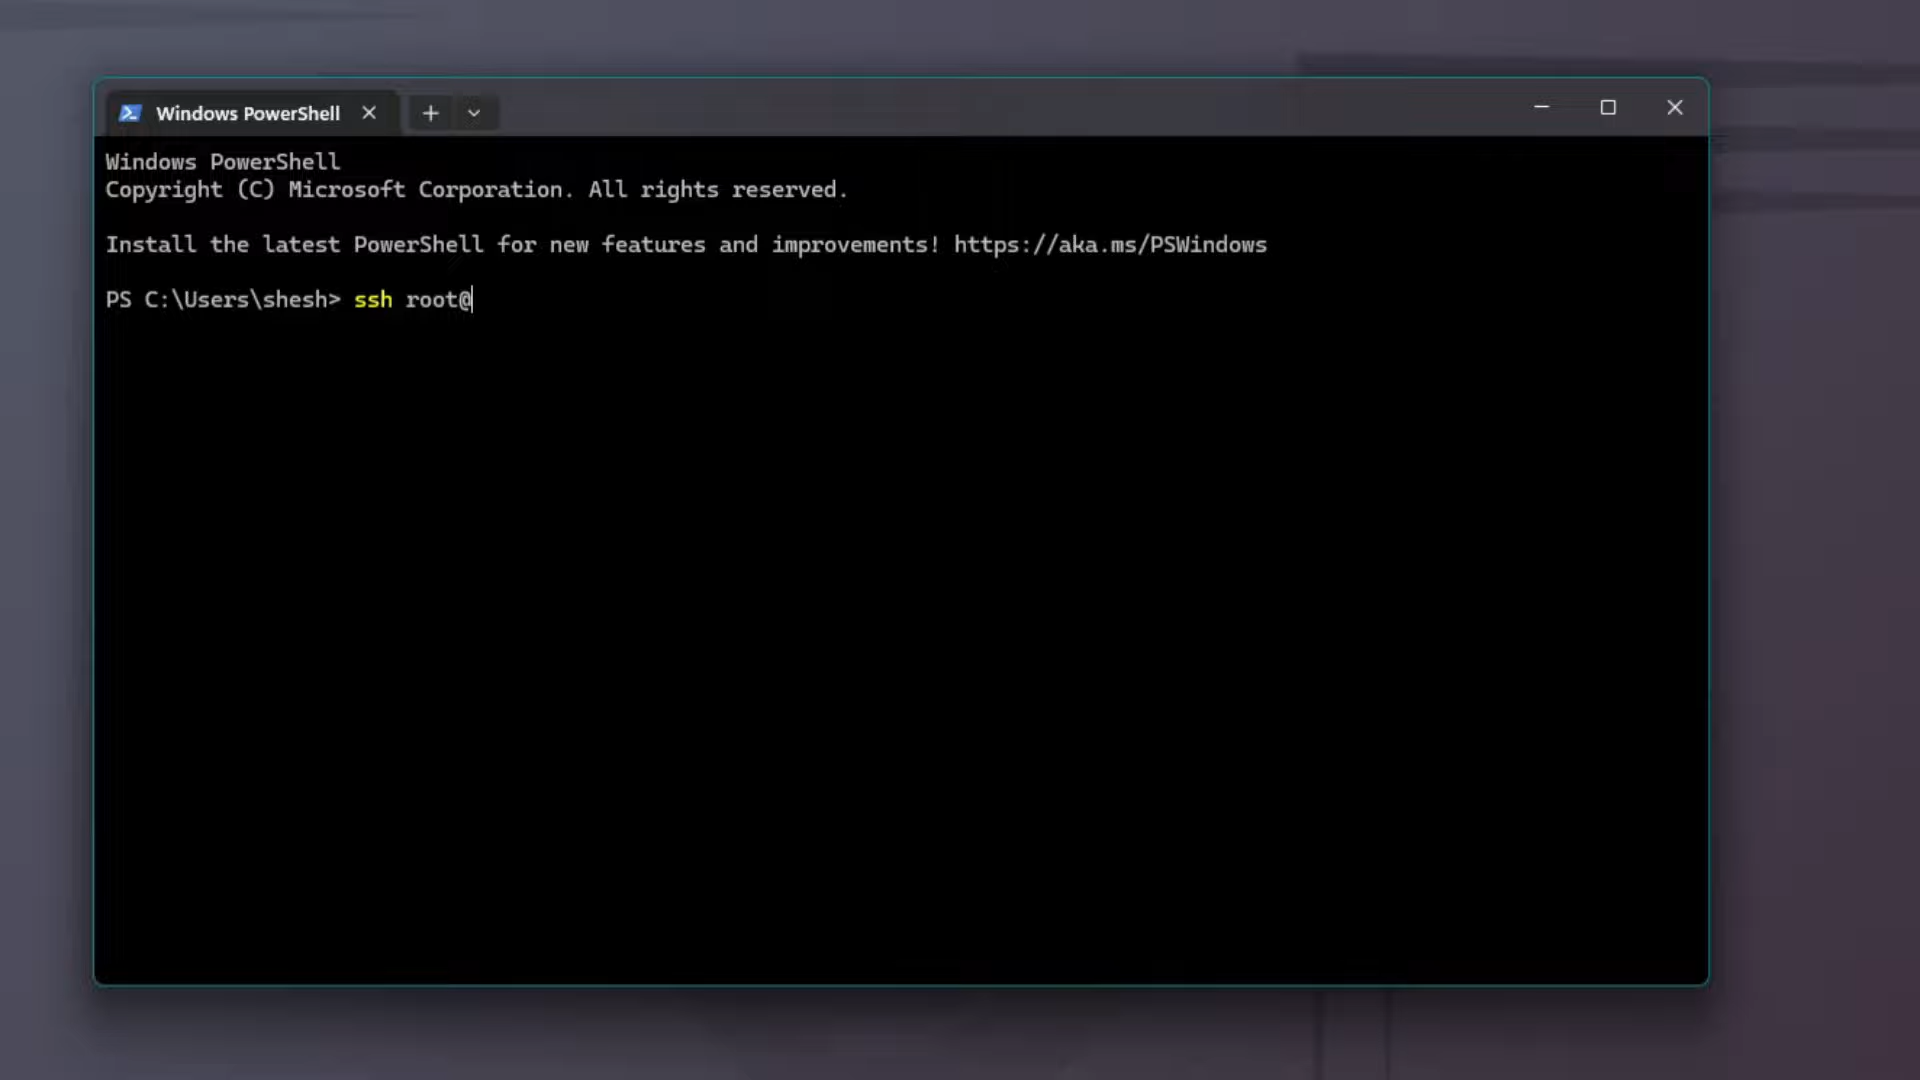 Windows PowerShell
Windows PowerShell
Copyright (C) Microsoft Corporation. All rights reserved.
Install the latest PowerShell for new features and improvements! https://aka.ms/PSWindows
PS C:\Users\shesh> ssh root@